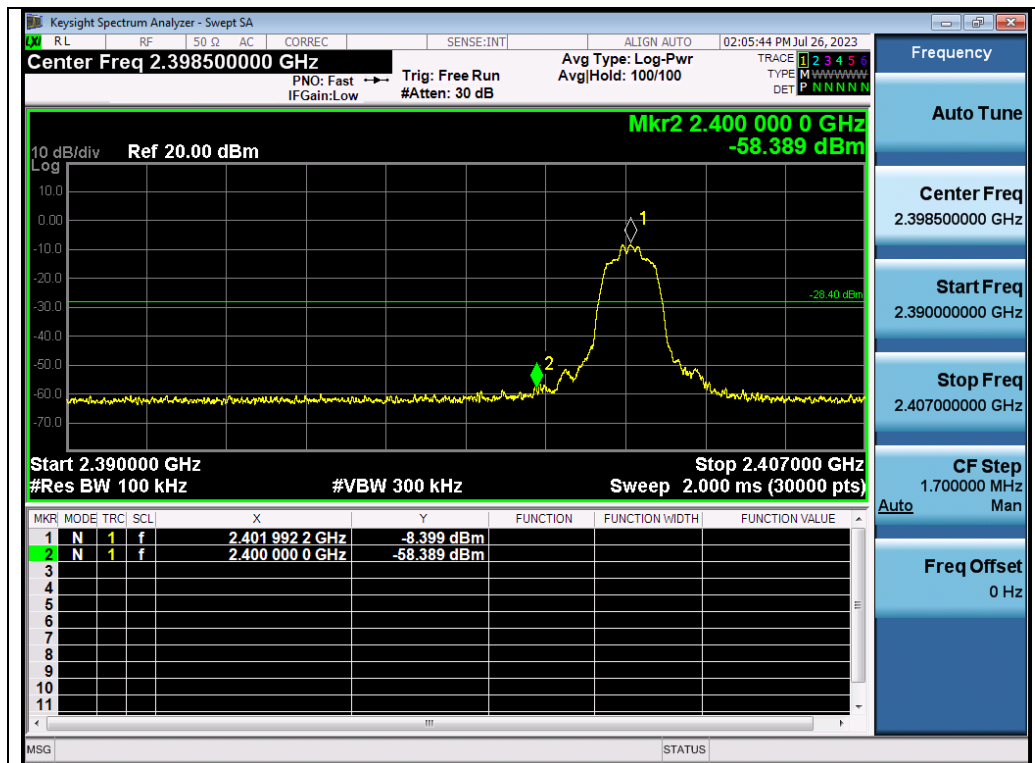 Keysight Spectrum Analyzer - Swept SA
LXI RL RF 50 Ω AC CORREC SENSE:INT ALIGN AUTO 02:05:44 PM Jul 26, 2023
Center Freq 2.398500000 GHz
PNO: Fast
IFGain:Low
Trig: Free Run
#Atten: 30 dB
Avg Type: Log-Pwr
Avg|Hold: 100/100
TRACE 1 2 3 4 5 6
TYPE M WWWWW
DET P N N N N N
Mkr2 2.400 000 0 GHz
-58.389 dBm
10 dB/div Ref 20.00 dBm
Log
10.0
0.00
-10.0
-20.0
-30.0
-40.0
-50.0
-60.0
-70.0
1
-28.40 dBm
2
Start 2.390000 GHz Stop 2.407000 GHz
#Res BW 100 kHz #VBW 300 kHz Sweep 2.000 ms (30000 pts)
MKR MODE TRC SCL X Y FUNCTION FUNCTION WIDTH FUNCTION VALUE
1 N 1 f 2.401 992 2 GHz -8.399 dBm
2 N 1 f 2.400 000 0 GHz -58.389 dBm
3
4
5
6
7
8
9
10
11
MSG STATUS
Frequency
Auto Tune
Center Freq
2.398500000 GHz
Start Freq
2.390000000 GHz
Stop Freq
2.407000000 GHz
CF Step
1.700000 MHz
Auto Man
Freq Offset
0 Hz